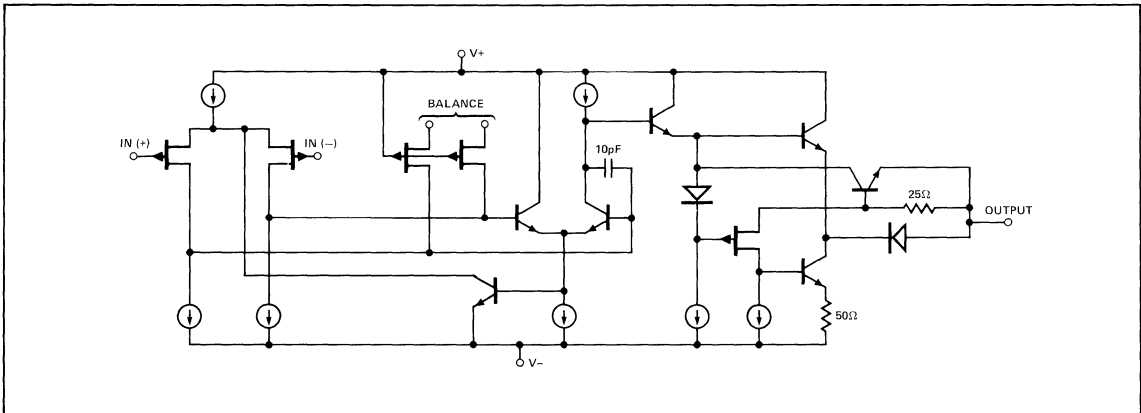 V+
BALANCE
IN (+)
IN (−)
10pF
25Ω
OUTPUT
50Ω
V−